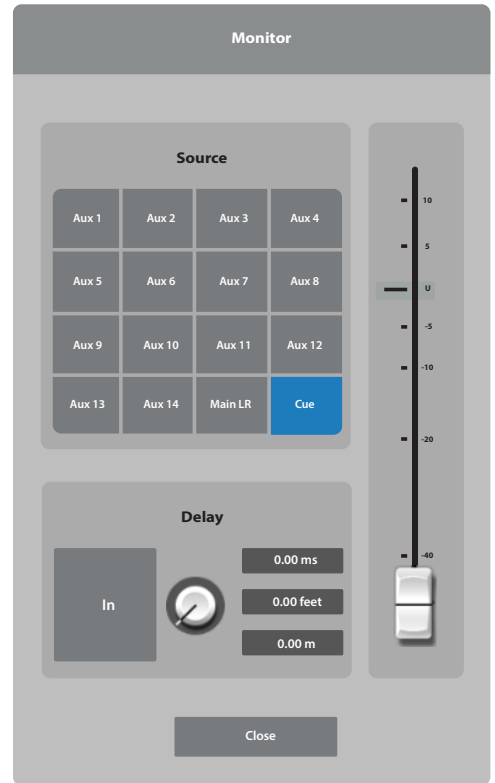 Monitor
Source
Aux 1 Aux 2 Aux 3 Aux 4
Aux 5 Aux 6 Aux 7 Aux 8
Aux 9 Aux 10 Aux 11 Aux 12
Aux 13 Aux 14 Main LR Cue
10
5
U
-5
-10
-20
-40
Delay
In
0.00 ms
0.00 feet
0.00 m
Close